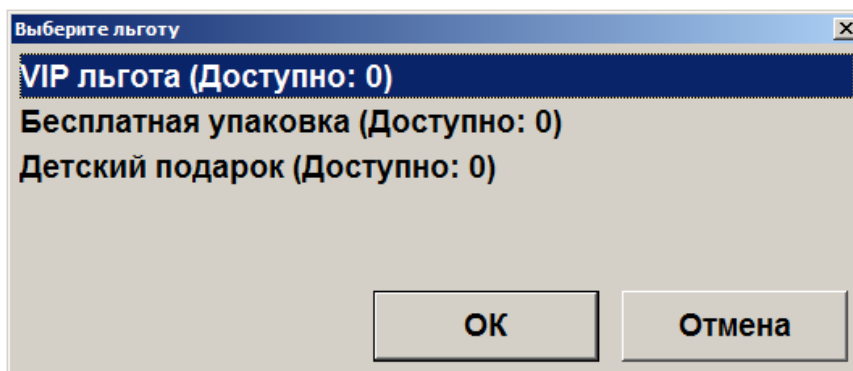 Выберите льготу
VIP льгота (Доступно: 0)
Бесплатная упаковка (Доступно: 0)
Детский подарок (Доступно: 0)
ОК
Отмена